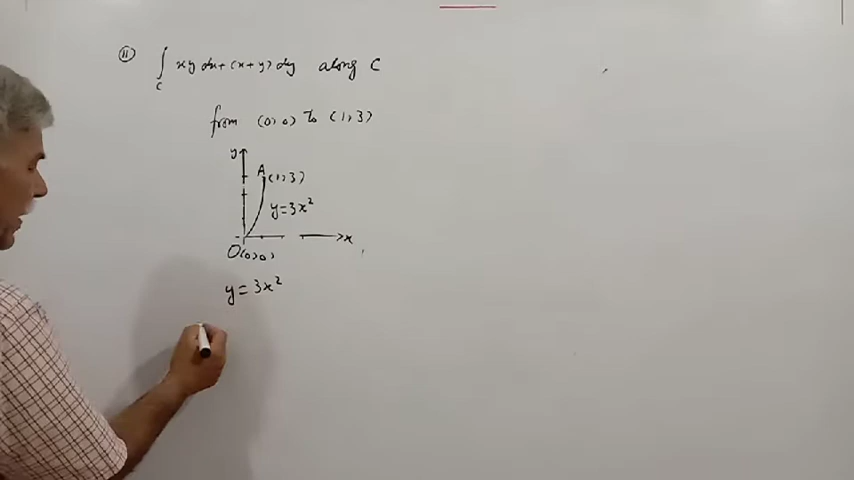 (ii) ∫_C xy dx + (x+y) dy along C
from (0,0) to (1,3)
y
A (1,3)
y=3x²
x
O(0,0)
y = 3x²